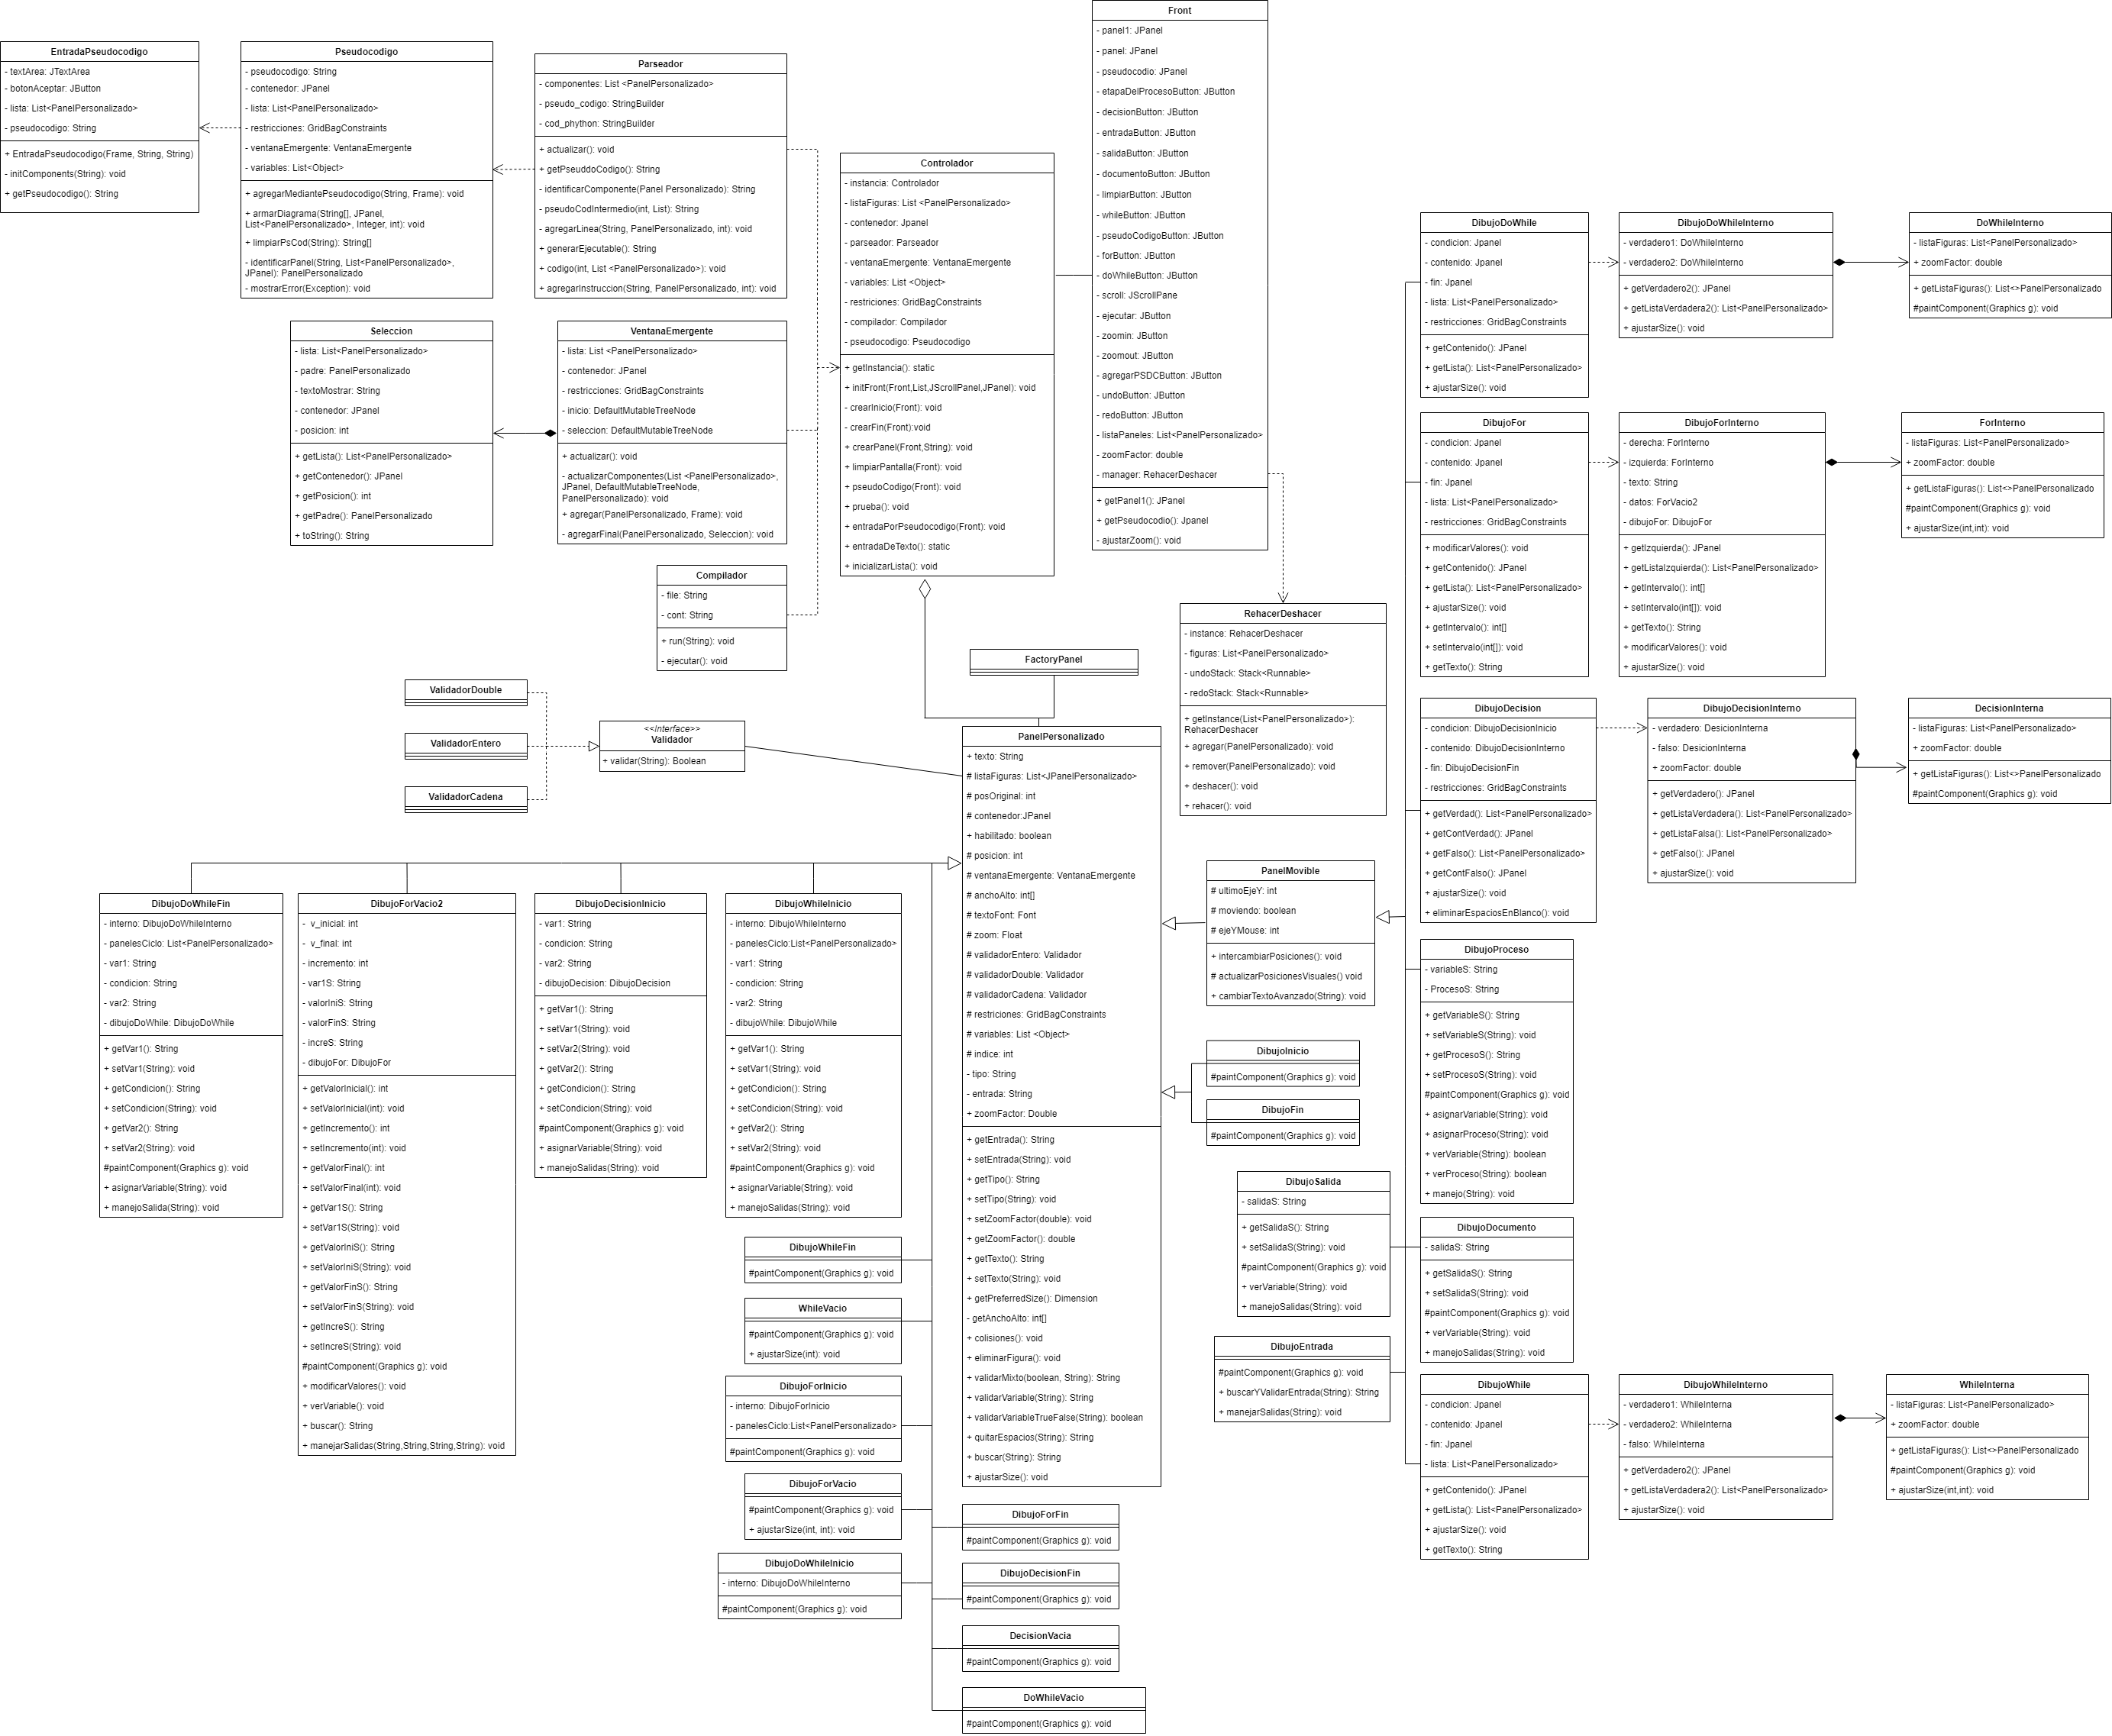 EntradaPseudocodigo
- textArea: JTextArea
- botonAceptar: JButton
- lista: List<PanelPersonalizado>
- pseudocodigo: String
+ EntradaPseudocodigo(Frame, String, String)
- initComponents(String): void
+ getPseudocodigo(): String
Pseudocodigo
- pseudocodigo: String
- contenedor: JPanel
- lista: List<PanelPersonalizado>
- restricciones: GridBagConstraints
- ventanaEmergente: VentanaEmergente
- variables: List<Object>
+ agregarMediantePseudocodigo(String, Frame): void
+ armarDiagrama(String[], JPanel,
List<PanelPersonalizado>, Integer, int): void
+ limpiarPsCod(String): String[]
- identificarPanel(String, List<PanelPersonalizado>,
JPanel): PanelPersonalizado
- mostrarError(Exception): void
Parseador
- componentes: List <PanelPersonalizado>
- pseudo_codigo: StringBuilder
- cod_phython: StringBuilder
+ actualizar(): void
+ getPseuddoCodigo(): String
- identificarComponente(Panel Personalizado): String
- pseudoCodIntermedio(int, List): String
- agregarLinea(String, PanelPersonalizado, int): void
+ generarEjecutable(): String
+ codigo(int, List <PanelPersonalizado>): void
+ agregarInstruccion(String, PanelPersonalizado, int): void
Seleccion
- lista: List<PanelPersonalizado>
- padre: PanelPersonalizado
- textoMostrar: String
- contenedor: JPanel
- posicion: int
+ getLista(): List<PanelPersonalizado>
+ getContenedor(): JPanel
+ getPosicion(): int
+ getPadre(): PanelPersonalizado
+ toString(): String
VentanaEmergente
- lista: List <PanelPersonalizado>
- contenedor: JPanel
- restricciones: GridBagConstraints
- inicio: DefaultMutableTreeNode
- seleccion: DefaultMutableTreeNode
+ actualizar(): void
- actualizarComponentes(List <PanelPersonalizado>,
JPanel, DefaultMutableTreeNode,
PanelPersonalizado): void
+ agregar(PanelPersonalizado, Frame): void
- agregarFinal(PanelPersonalizado, Seleccion): void
Compilador
- file: String
- cont: String
+ run(String): void
- ejecutar(): void
Controlador
- instancia: Controlador
- listaFiguras: List <PanelPersonalizado>
- contenedor: Jpanel
- parseador: Parseador
- ventanaEmergente: VentanaEmergente
- variables: List <Object>
- restriciones: GridBagConstraints
- compilador: Compilador
- pseudocodigo: Pseudocodigo
+ getInstancia(): static
+ initFront(Front,List,JScrollPanel,JPanel): void
- crearInicio(Front): void
- crearFin(Front):void
+ crearPanel(Front,String): void
+ limpiarPantalla(Front): void
+ pseudoCodigo(Front): void
+ prueba(): void
+ entradaPorPseudocodigo(Front): void
+ entradaDeTexto(): static
+ inicializarLista(): void
Front
- panel1: JPanel
- panel: JPanel
- pseudocodio: JPanel
- etapaDelProcesoButton: JButton
- decisionButton: JButton
- entradaButton: JButton
- salidaButton: JButton
- documentoButton: JButton
- limpiarButton: JButton
- whileButton: JButton
- pseudoCodigoButton: JButton
- forButton: JButton
- doWhileButton: JButton
- scroll: JScrollPane
- ejecutar: JButton
- zoomin: JButton
- zoomout: JButton
- agregarPSDCButton: JButton
- undoButton: JButton
- redoButton: JButton
- listaPaneles: List<PanelPersonalizado>
- zoomFactor: double
- manager: RehacerDeshacer
+ getPanel1(): JPanel
+ getPseudocodio(): Jpanel
- ajustarZoom(): void
RehacerDeshacer
- instance: RehacerDeshacer
- figuras: List<PanelPersonalizado>
- undoStack: Stack<Runnable>
- redoStack: Stack<Runnable>
+ getInstance(List<PanelPersonalizado>):
RehacerDeshacer
+ agregar(PanelPersonalizado): void
+ remover(PanelPersonalizado): void
+ deshacer(): void
+ rehacer(): void
FactoryPanel
ValidadorDouble
ValidadorEntero
ValidadorCadena
<<Interface>>
Validador
+ validar(String): Boolean
PanelPersonalizado
+ texto: String
# listaFiguras: List<JPanelPersonalizado>
# posOriginal: int
# contenedor:JPanel
+ habilitado: boolean
# posicion: int
# ventanaEmergente: VentanaEmergente
# anchoAlto: int[]
# textoFont: Font
# zoom: Float
# validadorEntero: Validador
# validadorDouble: Validador
# validadorCadena: Validador
# restriciones: GridBagConstraints
# variables: List <Object>
# indice: int
- tipo: String
- entrada: String
+ zoomFactor: Double
+ getEntrada(): String
+ setEntrada(String): void
+ getTipo(): String
+ setTipo(String): void
+ setZoomFactor(double): void
+ getZoomFactor(): double
+ getTexto(): String
+ setTexto(String): void
+ getPreferredSize(): Dimension
- getAnchoAlto: int[]
+ colisiones(): void
+ eliminarFigura(): void
+ validarMixto(boolean, String): String
+ validarVariable(String): String
+ validarVariableTrueFalse(String): boolean
+ quitarEspacios(String): String
+ buscar(String): String
+ ajustarSize(): void
DibujoDoWhileFin
- interno: DibujoDoWhileInterno
- panelesCiclo: List<PanelPersonalizado>
- var1: String
- condicion: String
- var2: String
- dibujoDoWhile: DibujoDoWhile
+ getVar1(): String
+ setVar1(String): void
+ getCondicion(): String
+ setCondicion(String): void
+ getVar2(): String
+ setVar2(String): void
#paintComponent(Graphics g): void
+ asignarVariable(String): void
+ manejoSalida(String): void
DibujoForVacio2
- v_inicial: int
- v_final: int
- incremento: int
- var1S: String
- valorIniS: String
- valorFinS: String
- increS: String
- dibujoFor: DibujoFor
+ getValorInicial(): int
+ setValorInicial(int): void
+ getIncremento(): int
+ setIncremento(int): void
+ getValorFinal(): int
+ setValorFinal(int): void
+ getVar1S(): String
+ setVar1S(String): void
+ getValorIniS(): String
+ setValorIniS(String): void
+ getValorFinS(): String
+ setValorFinS(String): void
+ getIncreS(): String
+ setIncreS(String): void
#paintComponent(Graphics g): void
+ modificarValores(): void
+ verVariable(): void
+ buscar(): String
+ manejarSalidas(String,String,String,String): void
DibujoDecisionInicio
- var1: String
- condicion: String
- var2: String
- dibujoDecision: DibujoDecision
+ getVar1(): String
+ setVar1(String): void
+ setVar2(String): void
+ getVar2(): String
+ getCondicion(): String
+ setCondicion(String): void
#paintComponent(Graphics g): void
+ asignarVariable(String): void
+ manejoSalidas(String): void
DibujoWhileInicio
- interno: DibujoWhileInterno
- panelesCiclo:List<PanelPersonalizado>
- var1: String
- condicion: String
- var2: String
- dibujoWhile: DibujoWhile
+ getVar1(): String
+ setVar1(String): void
+ getCondicion(): String
+ setCondicion(String): void
+ getVar2(): String
+ setVar2(String): void
#paintComponent(Graphics g): void
+ asignarVariable(String): void
+ manejoSalidas(String): void
DibujoWhileFin
#paintComponent(Graphics g): void
WhileVacio
#paintComponent(Graphics g): void
+ ajustarSize(int): void
DibujoForInicio
- interno: DibujoForInicio
- panelesCiclo:List<PanelPersonalizado>
#paintComponent(Graphics g): void
DibujoForVacio
#paintComponent(Graphics g): void
+ ajustarSize(int, int): void
DibujoDoWhileInicio
- interno: DibujoDoWhileInterno
#paintComponent(Graphics g): void
DibujoForFin
#paintComponent(Graphics g): void
DibujoDecisionFin
#paintComponent(Graphics g): void
DecisionVacia
#paintComponent(Graphics g): void
DoWhileVacio
#paintComponent(Graphics g): void
PanelMovible
# ultimoEjeY: int
# moviendo: boolean
# ejeYMouse: int
+ intercambiarPosiciones(): void
# actualizarPosicionesVisuales() void
+ cambiarTextoAvanzado(String): void
DibujoInicio
#paintComponent(Graphics g): void
DibujoFin
#paintComponent(Graphics g): void
DibujoSalida
- salidaS: String
+ getSalidaS(): String
+ setSalidaS(String): void
#paintComponent(Graphics g): void
+ verVariable(String): void
+ manejoSalidas(String): void
DibujoEntrada
#paintComponent(Graphics g): void
+ buscarYValidarEntrada(String): String
+ manejarSalidas(String): void
DibujoDoWhile
- condicion: Jpanel
- contenido: Jpanel
- fin: Jpanel
- lista: List<PanelPersonalizado>
- restricciones: GridBagConstraints
+ getContenido(): JPanel
+ getLista(): List<PanelPersonalizado>
+ ajustarSize(): void
DibujoDoWhileInterno
- verdadero1: DoWhileInterno
- verdadero2: DoWhileInterno
+ getVerdadero2(): JPanel
+ getListaVerdadera2(): List<PanelPersonalizado>
+ ajustarSize(): void
DoWhileInterno
- listaFiguras: List<PanelPersonalizado>
+ zoomFactor: double
+ getListaFiguras(): List<>PanelPersonalizado
#paintComponent(Graphics g): void
DibujoFor
- condicion: Jpanel
- contenido: Jpanel
- fin: Jpanel
- lista: List<PanelPersonalizado>
- restricciones: GridBagConstraints
+ modificarValores(): void
+ getContenido(): JPanel
+ getLista(): List<PanelPersonalizado>
+ ajustarSize(): void
+ getIntervalo(): int[]
+ setIntervalo(int[]): void
+ getTexto(): String
DibujoForInterno
- derecha: ForInterno
- izquierda: ForInterno
- texto: String
- datos: ForVacio2
- dibujoFor: DibujoFor
+ getIzquierda(): JPanel
+ getListaIzquierda(): List<PanelPersonalizado>
+ getIntervalo(): int[]
+ setIntervalo(int[]): void
+ getTexto(): String
+ modificarValores(): void
+ ajustarSize(): void
ForInterno
- listaFiguras: List<PanelPersonalizado>
+ zoomFactor: double
+ getListaFiguras(): List<>PanelPersonalizado
#paintComponent(Graphics g): void
+ ajustarSize(int,int): void
DibujoDecision
- condicion: DibujoDecisionInicio
- contenido: DibujoDecisionInterno
- fin: DibujoDecisionFin
- restricciones: GridBagConstraints
+ getVerdad(): List<PanelPersonalizado>
+ getContVerdad(): JPanel
+ getFalso(): List<PanelPersonalizado>
+ getContFalso(): JPanel
+ ajustarSize(): void
+ eliminarEspaciosEnBlanco(): void
DibujoDecisionInterno
- verdadero: DesicionInterna
- falso: DesicionInterna
+ zoomFactor: double
+ getVerdadero(): JPanel
+ getListaVerdadera(): List<PanelPersonalizado>
+ getListaFalsa(): List<PanelPersonalizado>
+ getFalso(): JPanel
+ ajustarSize(): void
DecisionInterna
- listaFiguras: List<PanelPersonalizado>
+ zoomFactor: double
+ getListaFiguras(): List<>PanelPersonalizado
#paintComponent(Graphics g): void
DibujoProceso
- variableS: String
- ProcesoS: String
+ getVariableS(): String
+ setVariableS(String): void
+ getProcesoS(): String
+ setProcesoS(String): void
#paintComponent(Graphics g): void
+ asignarVariable(String): void
+ asignarProceso(String): void
+ verVariable(String): boolean
+ verProceso(String): boolean
+ manejo(String): void
DibujoDocumento
- salidaS: String
+ getSalidaS(): String
+ setSalidaS(String): void
#paintComponent(Graphics g): void
+ verVariable(String): void
+ manejoSalidas(String): void
DibujoWhile
- condicion: Jpanel
- contenido: Jpanel
- fin: Jpanel
- lista: List<PanelPersonalizado>
+ getContenido(): JPanel
+ getLista(): List<PanelPersonalizado>
+ ajustarSize(): void
+ getTexto(): String
DibujoWhileInterno
- verdadero1: WhileInterna
- verdadero2: WhileInterna
- falso: WhileInterna
+ getVerdadero2(): JPanel
+ getListaVerdadera2(): List<PanelPersonalizado>
+ ajustarSize(): void
WhileInterna
- listaFiguras: List<PanelPersonalizado>
+ zoomFactor: double
+ getListaFiguras(): List<>PanelPersonalizado
#paintComponent(Graphics g): void
+ ajustarSize(int,int): void